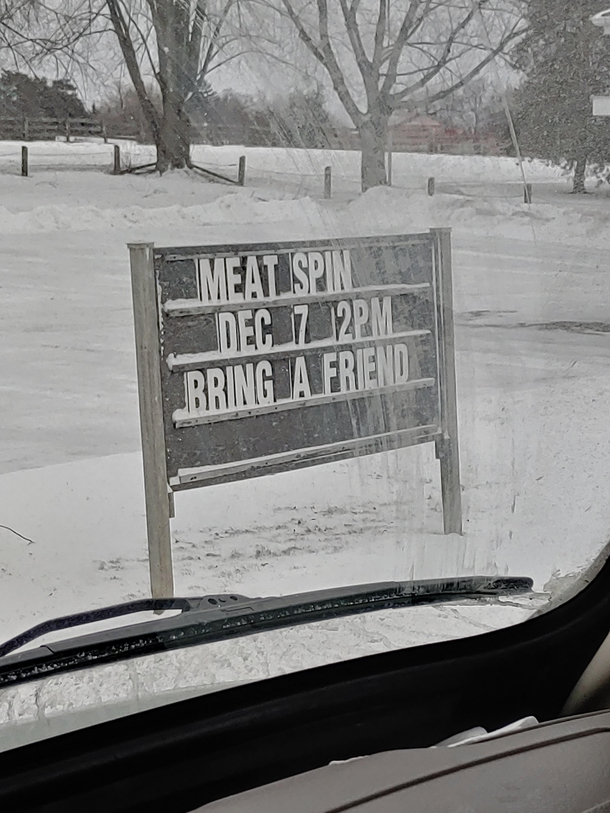 MEAT SPIN
DEC 7 12PM
BRING A FRIEND